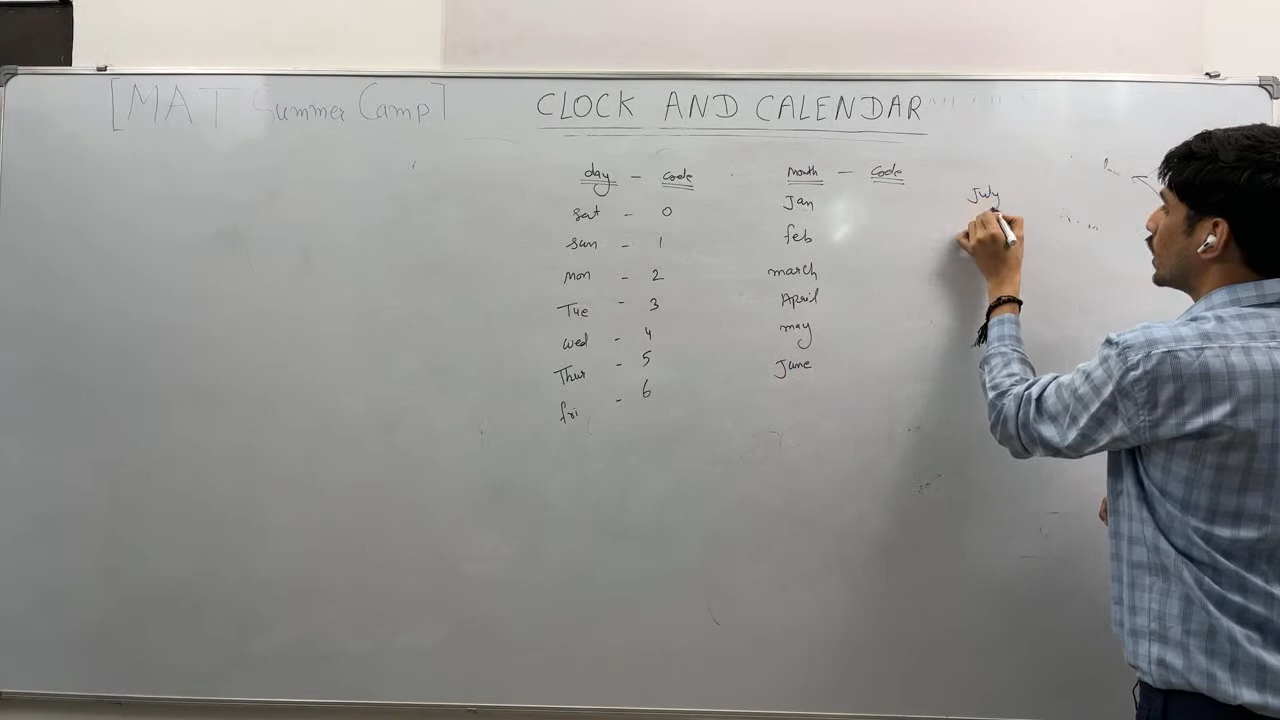 [MAT Summer Camp]
CLOCK AND CALENDAR
day - code
sat - 0
sun - 1
mon - 2
Tue - 3
wed - 4
Thur - 5
fri - 6
month - code
Jan
feb
march
April
may
June
July